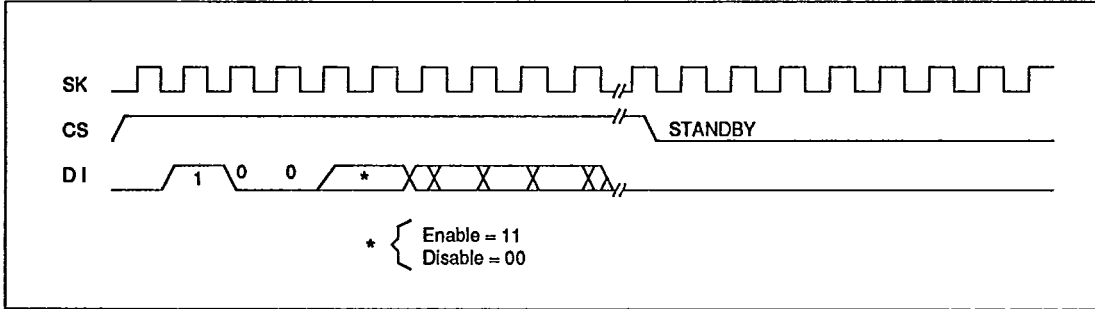 SK
CS STANDBY
DI 1 0 0 *
* { Enable = 11
Disable = 00